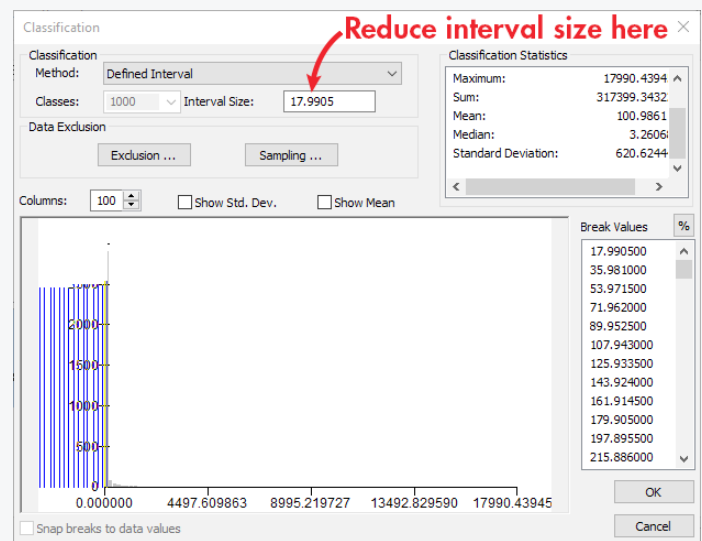 Classification
Reduce interval size here
Classification
Method: Defined Interval
Classes: 1000 Interval Size: 17.9905
Data Exclusion
Exclusion ... Sampling ...
Classification Statistics
Maximum: 17990.4394
Sum: 317399.3432
Mean: 100.9861
Median: 3.2606
Standard Deviation: 620.6244
Columns: 100 Show Std. Dev. Show Mean
Break Values %
17.990500
35.981000
53.971500
71.962000
89.952500
107.943000
125.933500
143.924000
161.914500
179.905000
197.895500
215.886000
2000
1500
1000
500
0
0.000000 4497.609863 8995.219727 13492.829590 17990.43945
Snap breaks to data values
OK
Cancel